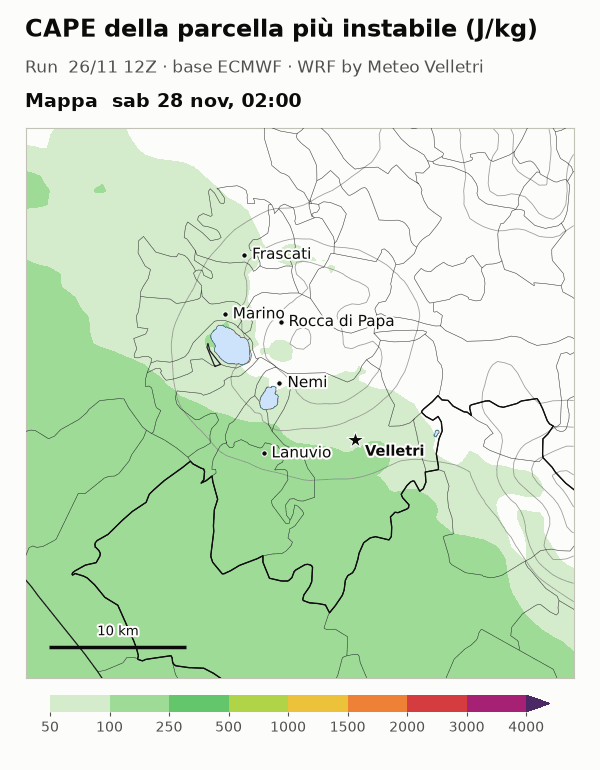 CAPE della parcella più instabile (J/kg)
Run  26/11 12Z · base ECMWF · WRF by Meteo Velletri
Mappa  sab 28 nov, 02:00
Frascati
Marino
Rocca di Papa
Nemi
Velletri
Lanuvio
10 km
50 100 250 500 1000 1500 2000 3000 4000